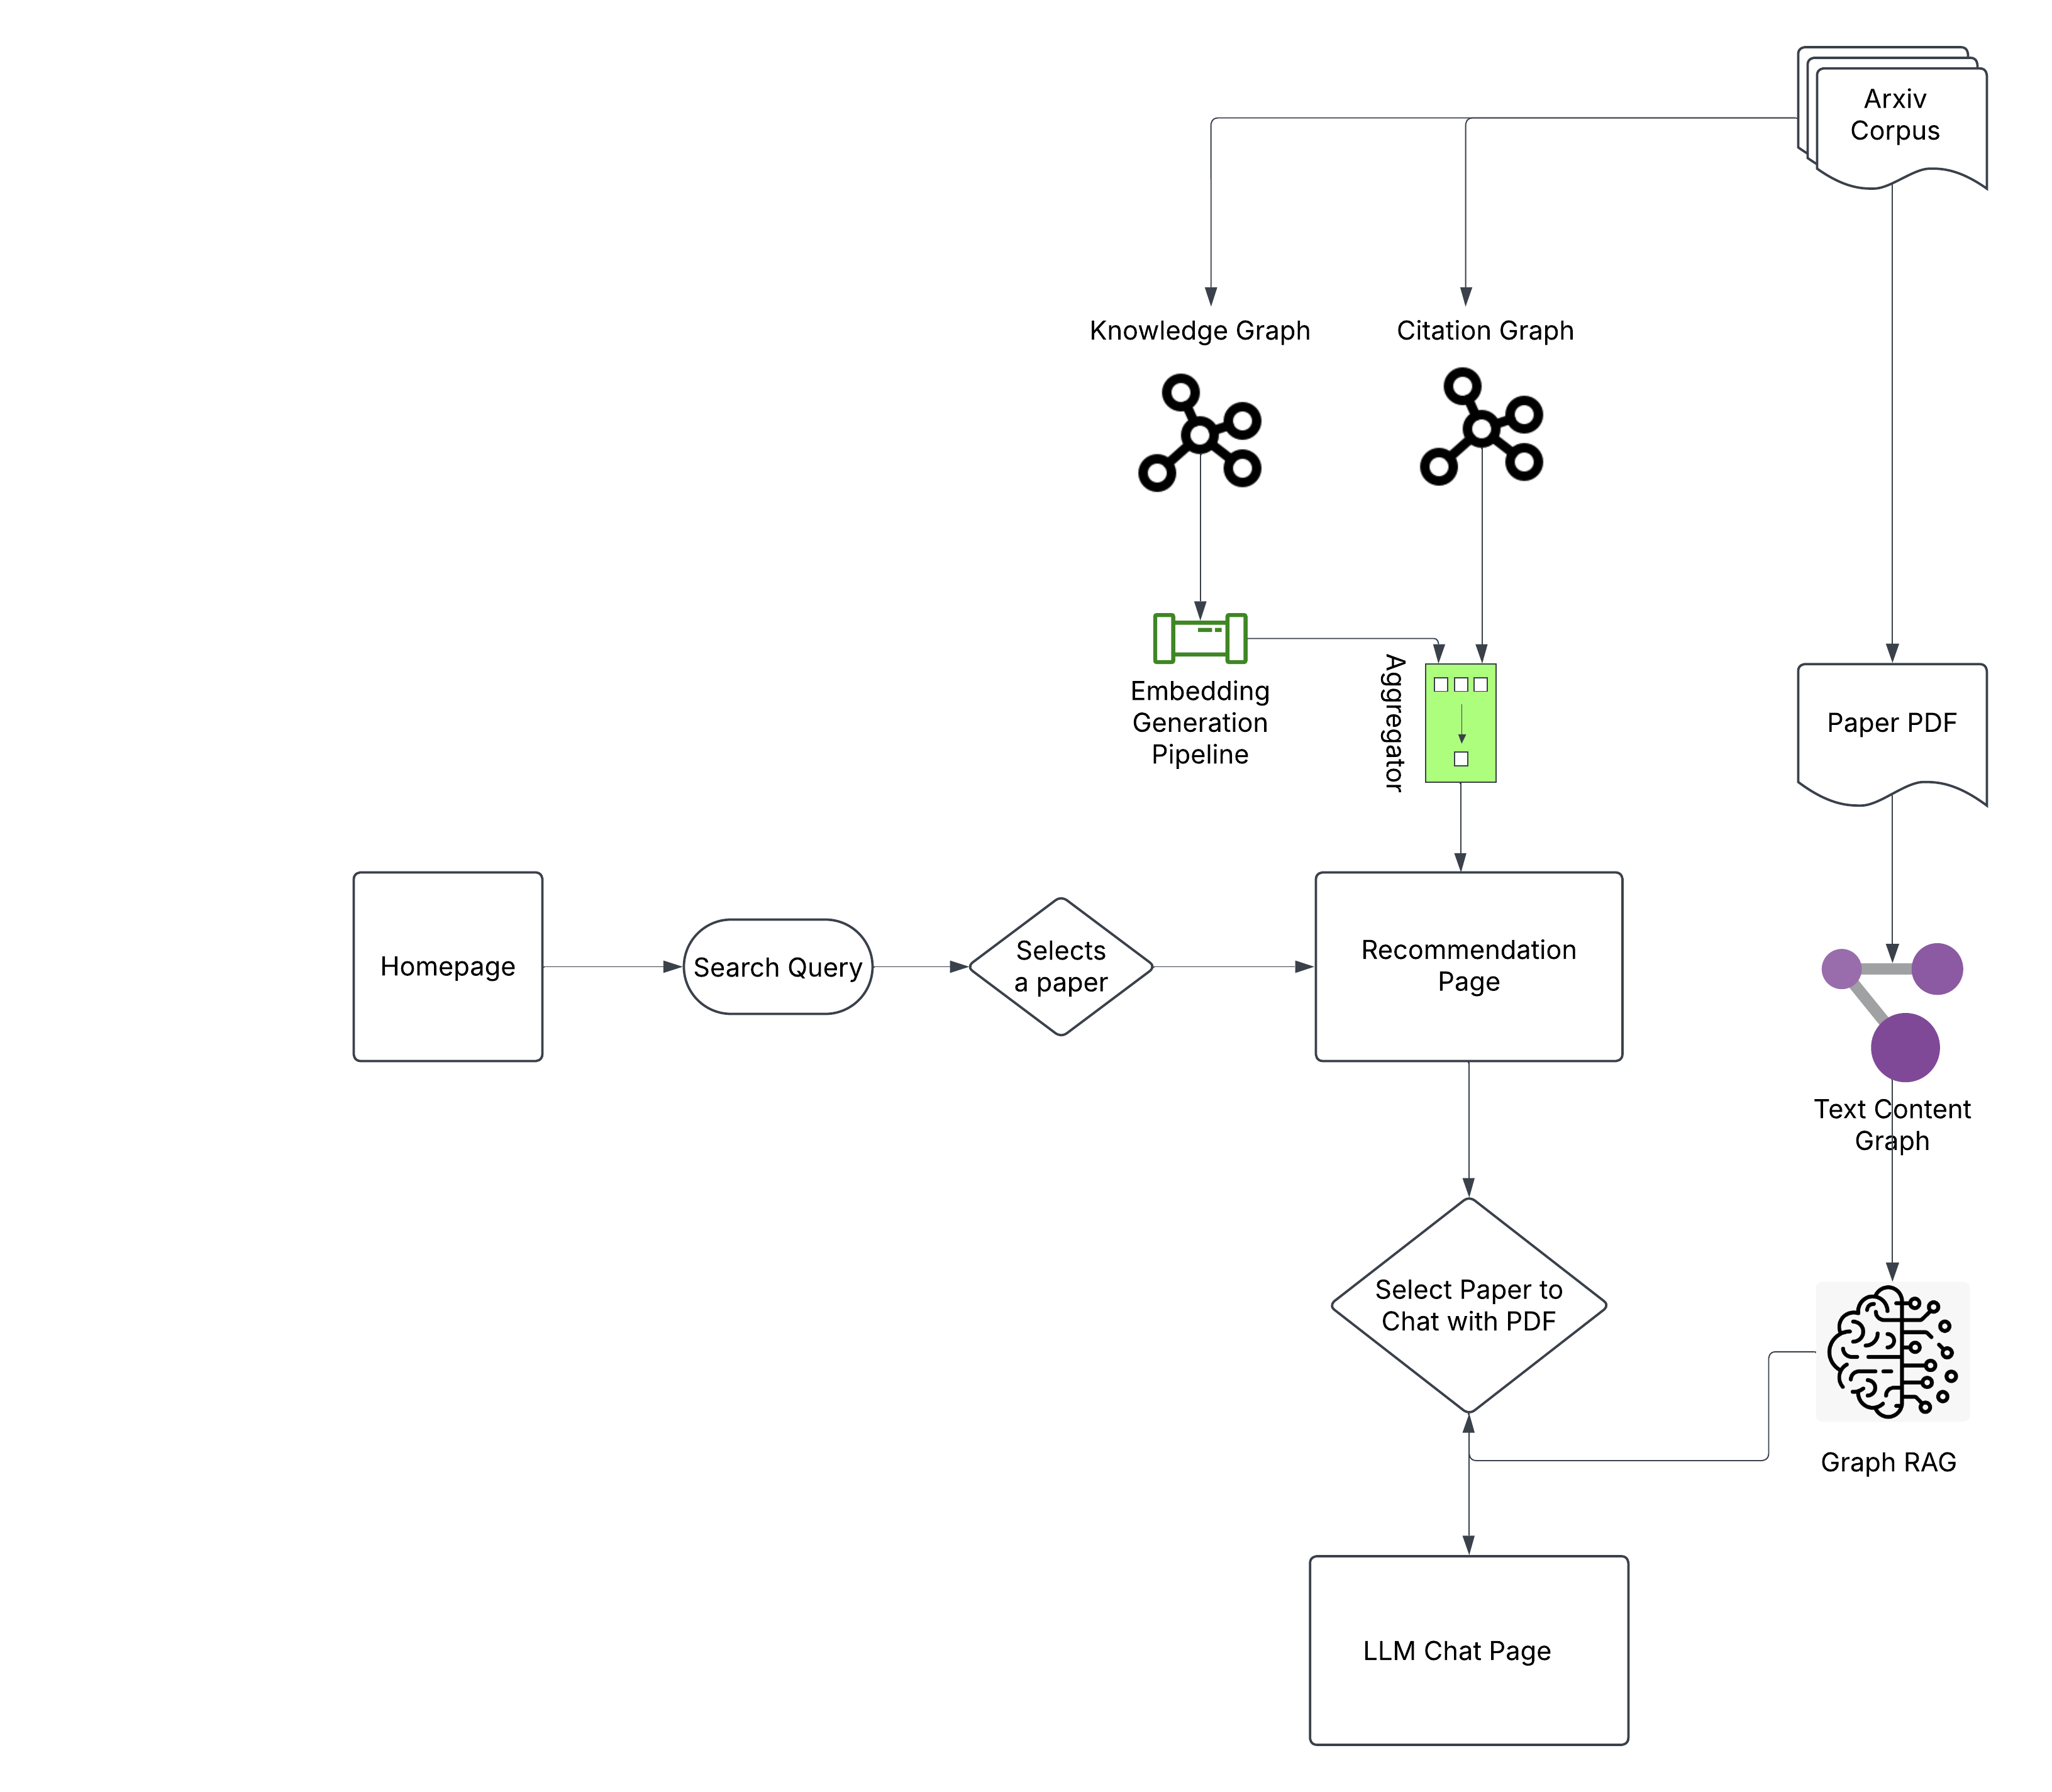 Arxiv
Corpus
Knowledge Graph
Citation Graph
Embedding
Generation
Pipeline
Aggregator
Paper PDF
Homepage
Search Query
Selects
a paper
Recommendation
Page
Text Content
Graph
Select Paper to
Chat with PDF
Graph RAG
LLM Chat Page